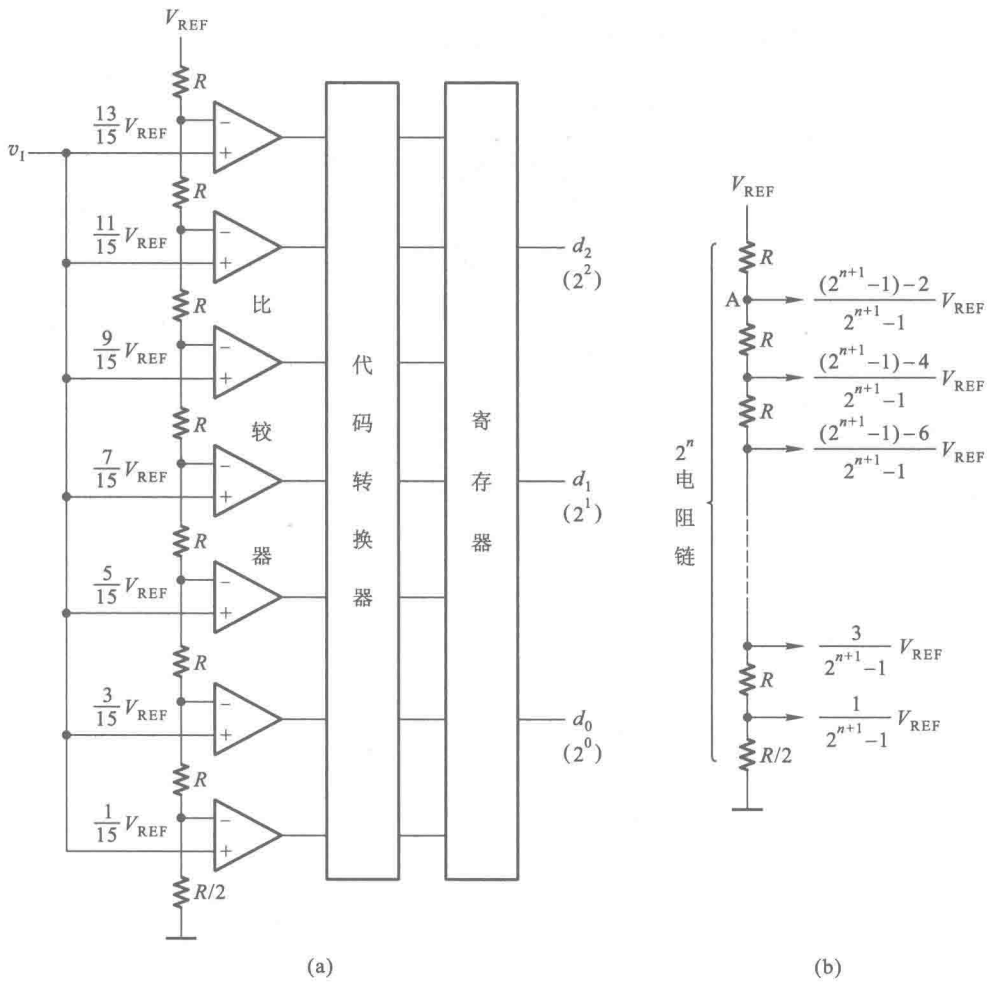 V_REF
R
13/15 V_REF
−
v_I
+
R
11/15 V_REF
−
+
d_2
(2^2)
R
比
9/15 V_REF
−
+
代
R
较
码
寄
7/15 V_REF
−
+
转
存
d_1
(2^1)
R
器
换
器
5/15 V_REF
−
+
器
R
3/15 V_REF
−
+
d_0
(2^0)
R
1/15 V_REF
−
+
R/2
(a)
V_REF
R
A
((2^{n+1}−1)−2)/(2^{n+1}−1) V_REF
R
((2^{n+1}−1)−4)/(2^{n+1}−1) V_REF
R
((2^{n+1}−1)−6)/(2^{n+1}−1) V_REF
2^n
电
阻
链
3/(2^{n+1}−1) V_REF
R
1/(2^{n+1}−1) V_REF
R/2
(b)